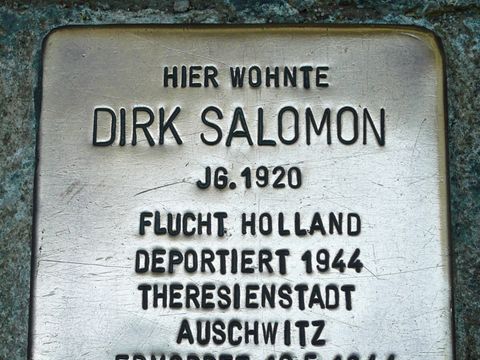 HIER WOHNTE
DIRK SALOMON
JG. 1920
FLUCHT HOLLAND
DEPORTIERT 1944
THERESIENSTADT
AUSCHWITZ